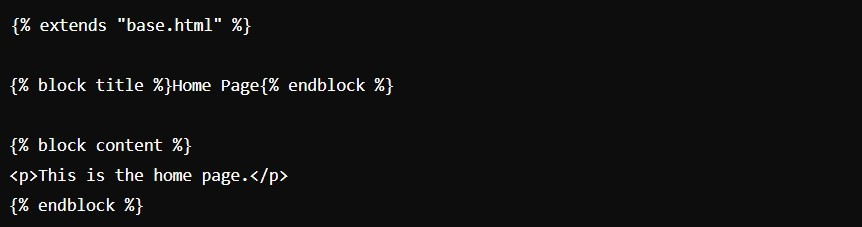 {% extends "base.html" %}
{% block title %}Home Page{% endblock %}
{% block content %}
<p>This is the home page.</p>
{% endblock %}